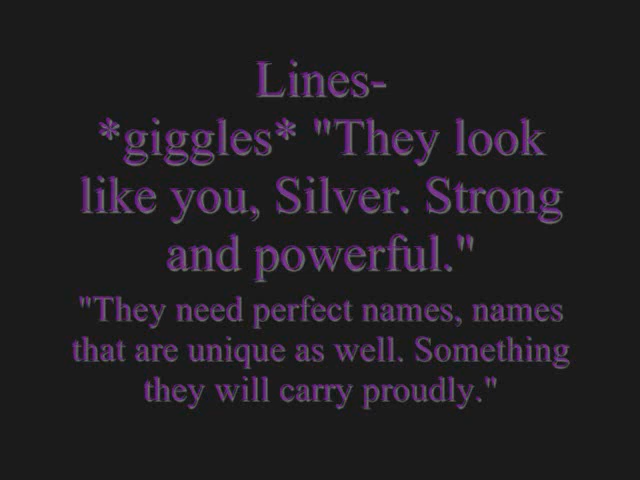 Lines-
*giggles* "They look
like you, Silver. Strong
and powerful."
"They need perfect names, names
that are unique as well. Something
they will carry proudly."